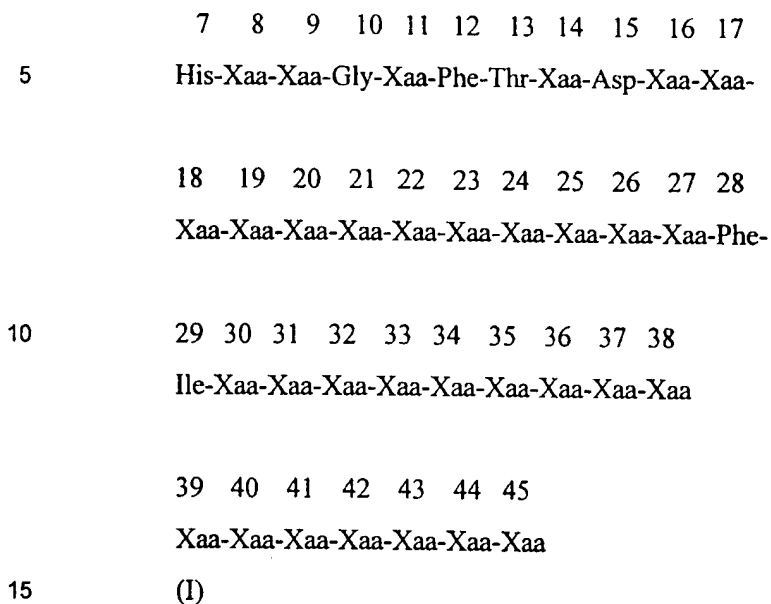 7 8 9 10 11 12 13 14 15 16 17
5 His-Xaa-Xaa-Gly-Xaa-Phe-Thr-Xaa-Asp-Xaa-Xaa-
18 19 20 21 22 23 24 25 26 27 28
Xaa-Xaa-Xaa-Xaa-Xaa-Xaa-Xaa-Xaa-Xaa-Xaa-Phe-
10 29 30 31 32 33 34 35 36 37 38
Ile-Xaa-Xaa-Xaa-Xaa-Xaa-Xaa-Xaa-Xaa-Xaa
39 40 41 42 43 44 45
Xaa-Xaa-Xaa-Xaa-Xaa-Xaa-Xaa
15 (I)